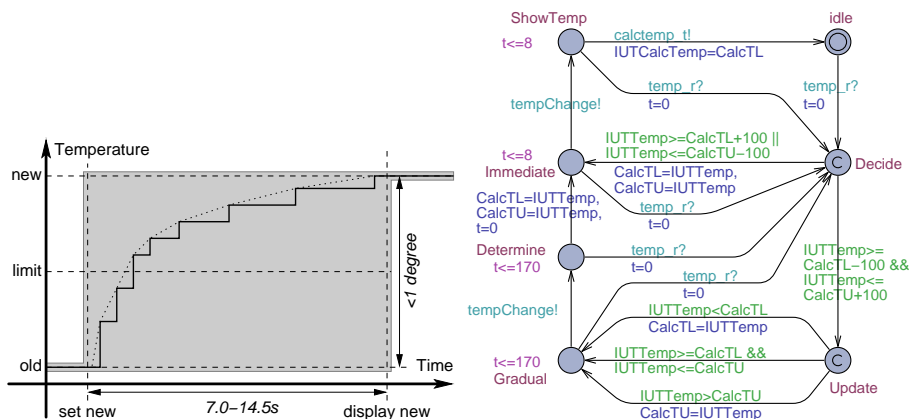 Temperature
new
limit
old
<1 degree
Time
7.0−14.5s
set new
display new
ShowTemp
idle
t<=8
calctemp_t!
IUTCalcTemp=CalcTL
temp_r?
t=0
temp_r?
t=0
tempChange!
IUTTemp>=CalcTL+100 ||
IUTTemp<=CalcTU−100
t<=8
Immediate
Decide
C
CalcTL=IUTTemp,
CalcTU=IUTTemp
CalcTL=IUTTemp,
CalcTU=IUTTemp,
t=0
temp_r?
t=0
Determine
t<=170
temp_r?
t=0
temp_r?
t=0
IUTTemp>=
CalcTL−100 &&
IUTTemp<=
CalcTU+100
tempChange!
IUTTemp<CalcTL
CalcTL=IUTTemp
t<=170
Gradual
IUTTemp>=CalcTL &&
IUTTemp<=CalcTU
C
Update
IUTTemp>CalcTU
CalcTU=IUTTemp